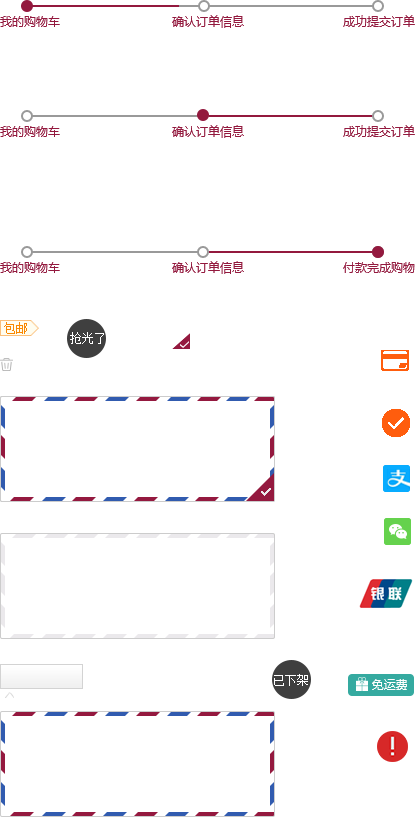 我的购物车 确认订单信息 成功提交订单
我的购物车 确认订单信息 成功提交订单
我的购物车 确认订单信息 付款完成购物
包邮
抢光了
支
银联
已下架
免运费